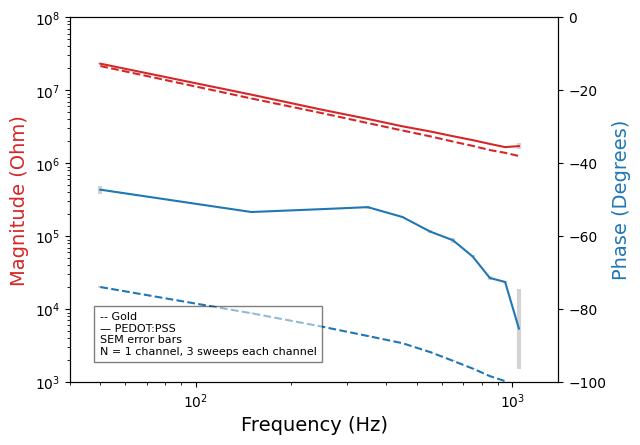 10^8
10^7
10^6
10^5
10^4
10^3
Magnitude (Ohm)
-- Gold
— PEDOT:PSS
SEM error bars
N = 1 channel, 3 sweeps each channel
0
−20
−40
−60
−80
−100
Phase (Degrees)
10^2
10^3
Frequency (Hz)